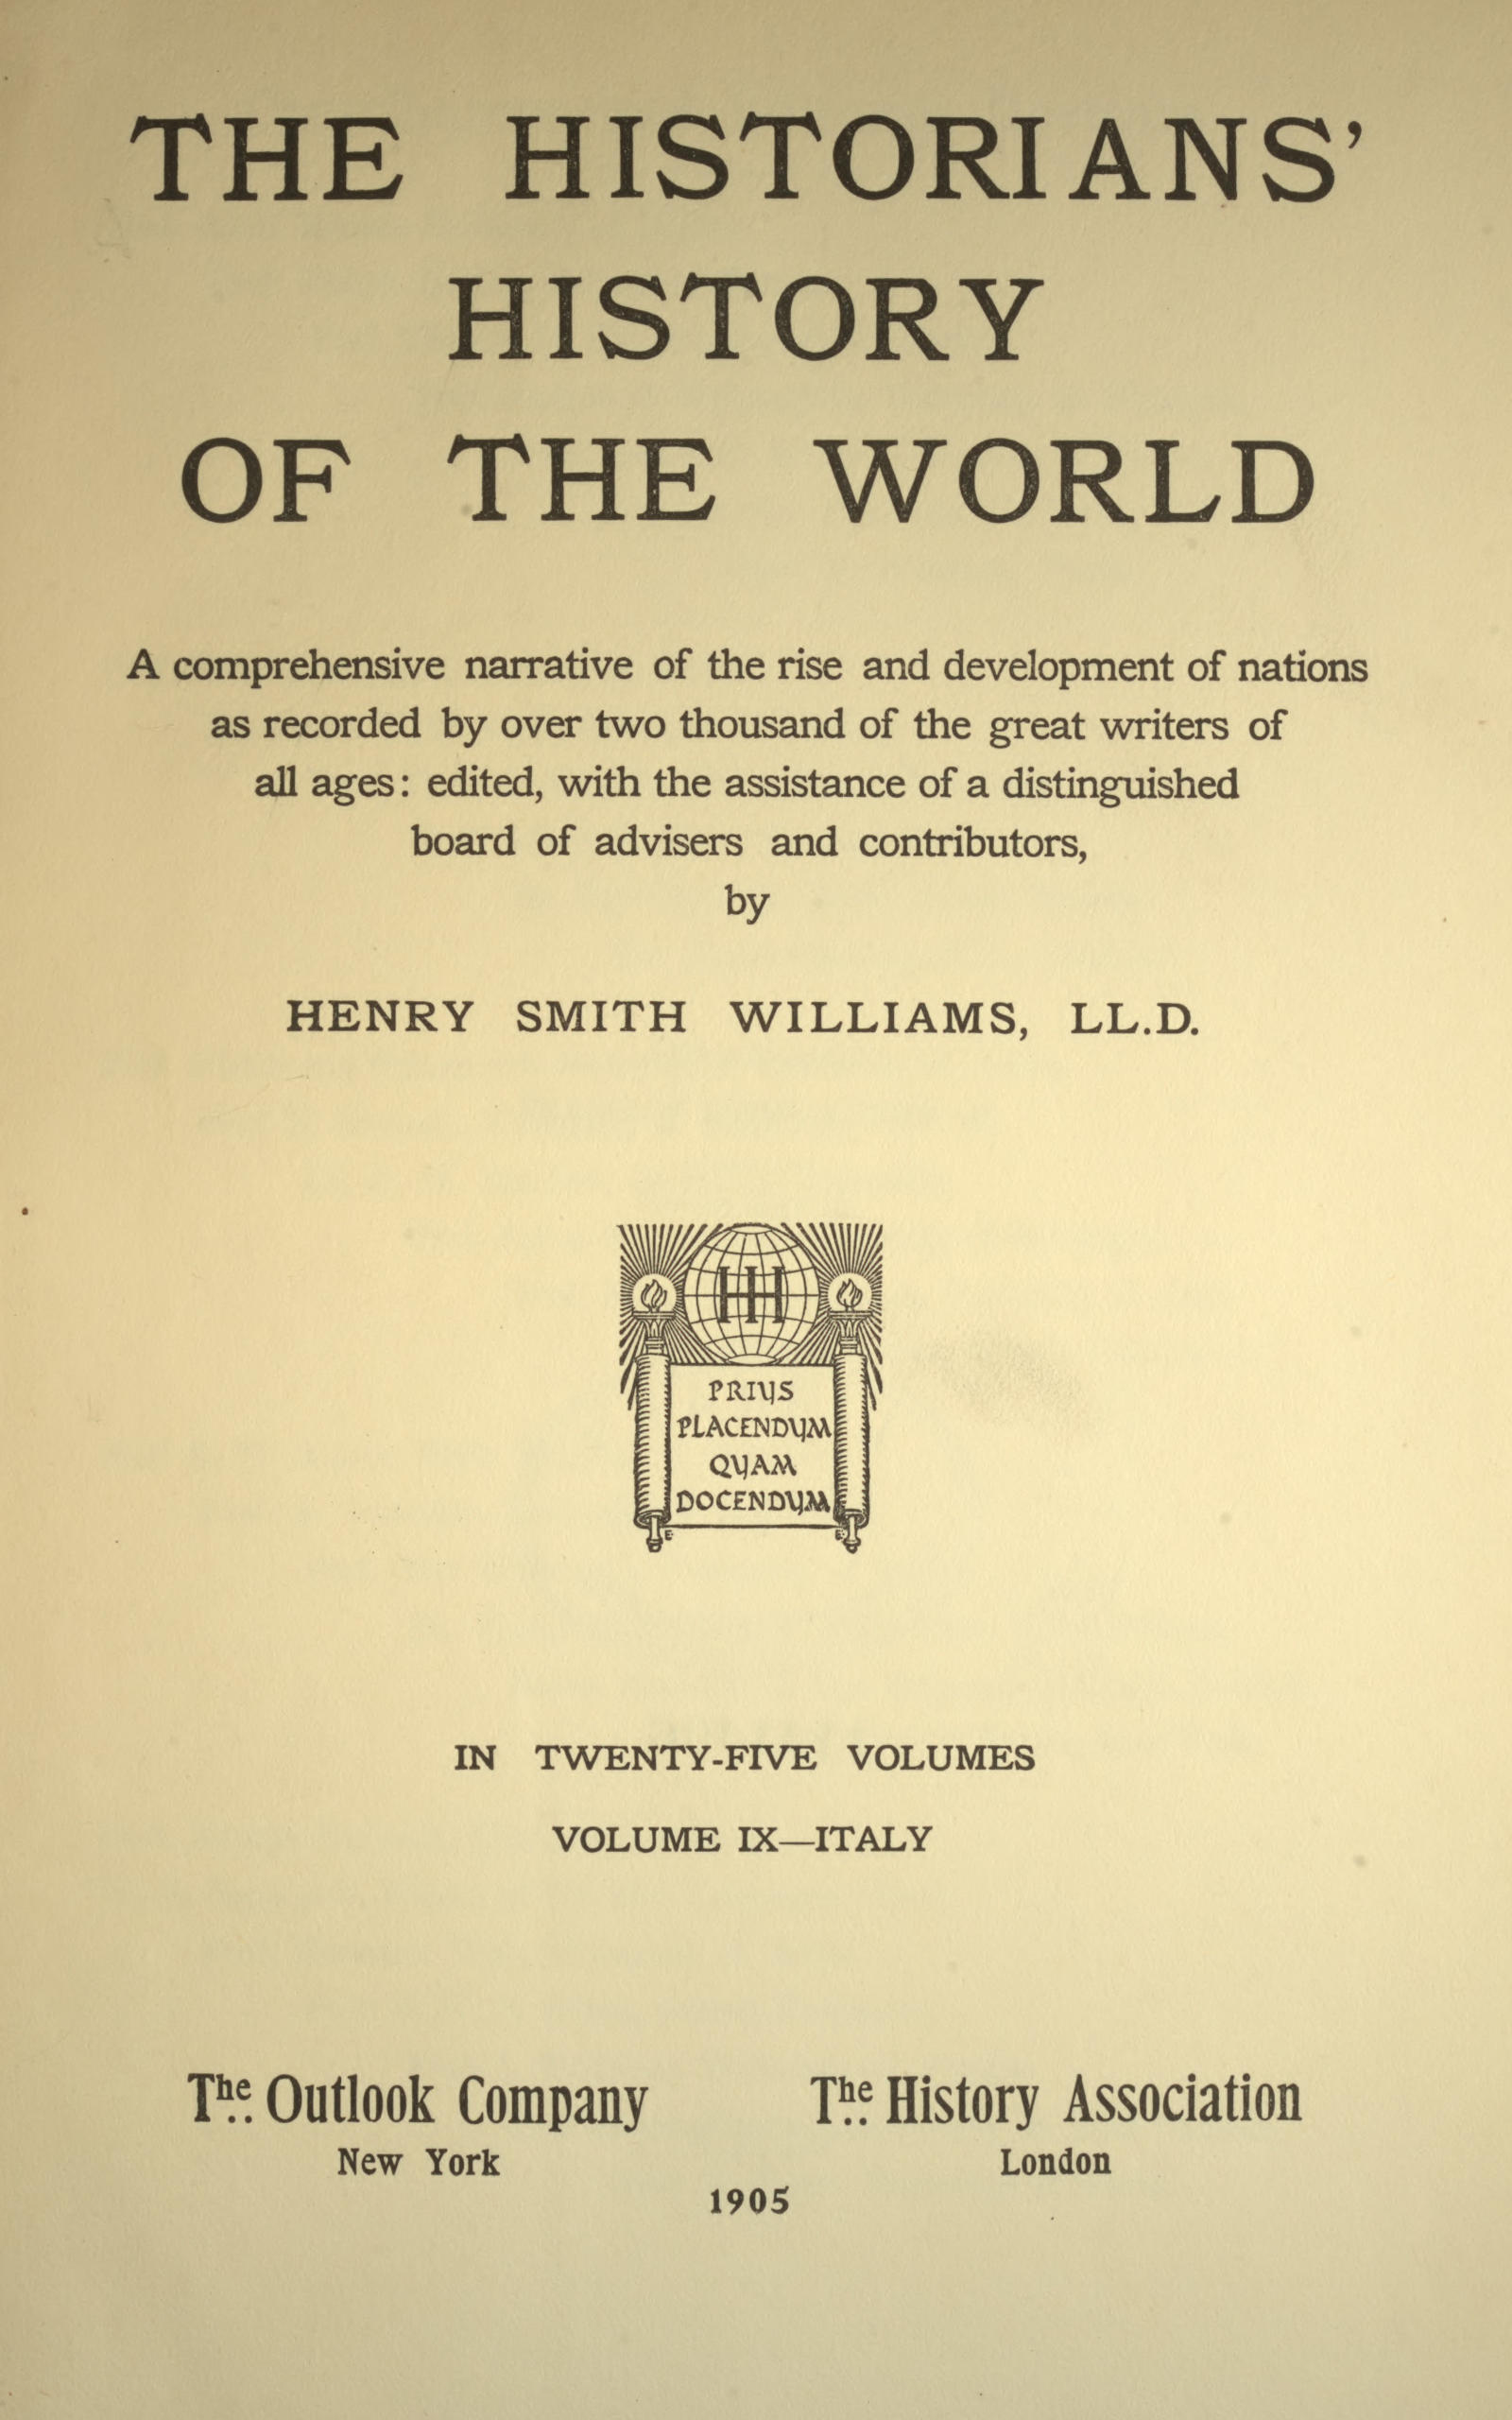 THE HISTORIANS'
HISTORY
OF THE WORLD
A comprehensive narrative of the rise and development of nations
as recorded by over two thousand of the great writers of
all ages: edited, with the assistance of a distinguished
board of advisers and contributors,
by
HENRY SMITH WILLIAMS, LL.D.
HH
PRIUS
PLACENDUM
QUAM
DOCENDUM
IN TWENTY-FIVE VOLUMES
VOLUME IX—ITALY
The Outlook Company
New York
The History Association
London
1905